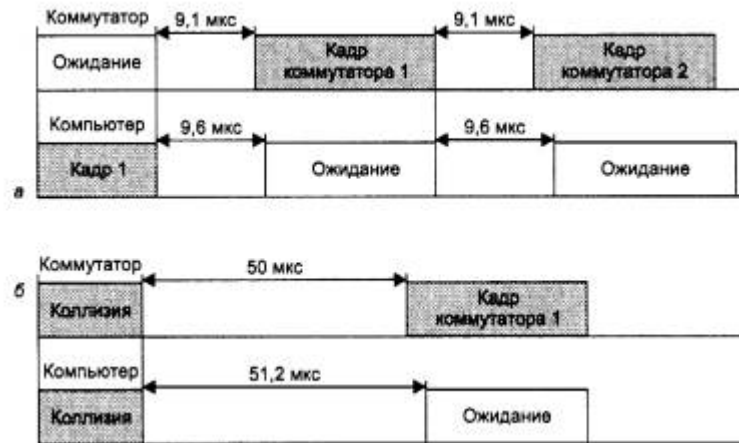 Коммутатор
9,1 мкс
9,1 мкс
Ожидание
Кадр
коммутатора 1
Кадр
коммутатора 2
Компьютер
9,6 мкс
9,6 мкс
Кадр 1
Ожидание
Ожидание
а
Коммутатор
50 мкс
б
Коллизия
Кадр
коммутатора 1
Компьютер
51,2 мкс
Коллизия
Ожидание